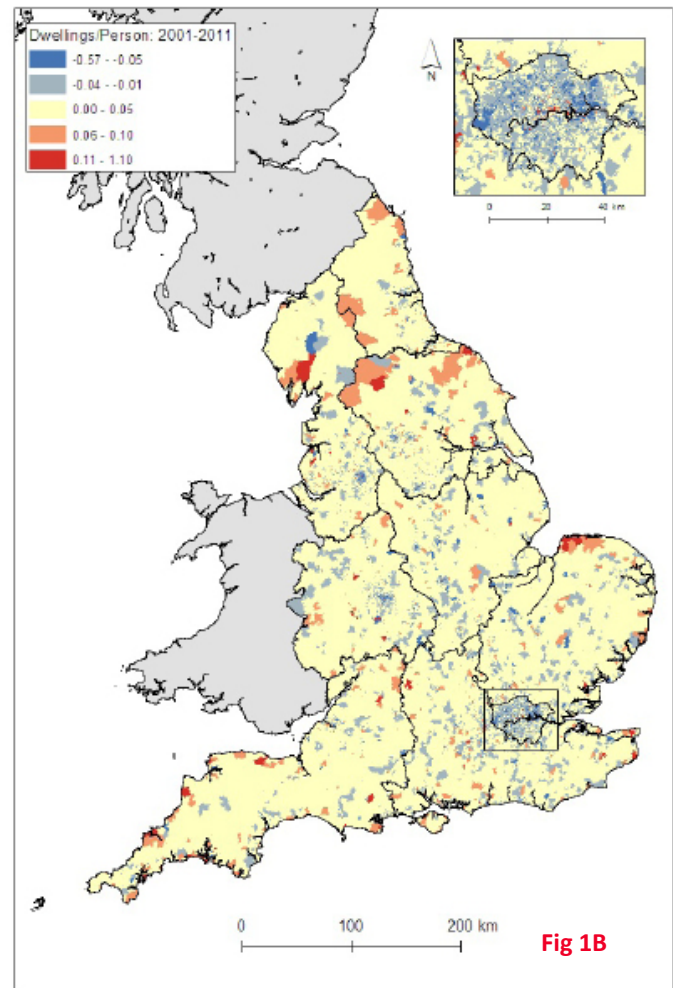 Dwellings/Person: 2001-2011
-0.57 - -0.05
-0.04 - -0.01
0.00 - 0.05
0.06 - 0.10
0.11 - 1.10
N
0 20 40 km
0 100 200 km
Fig 1B